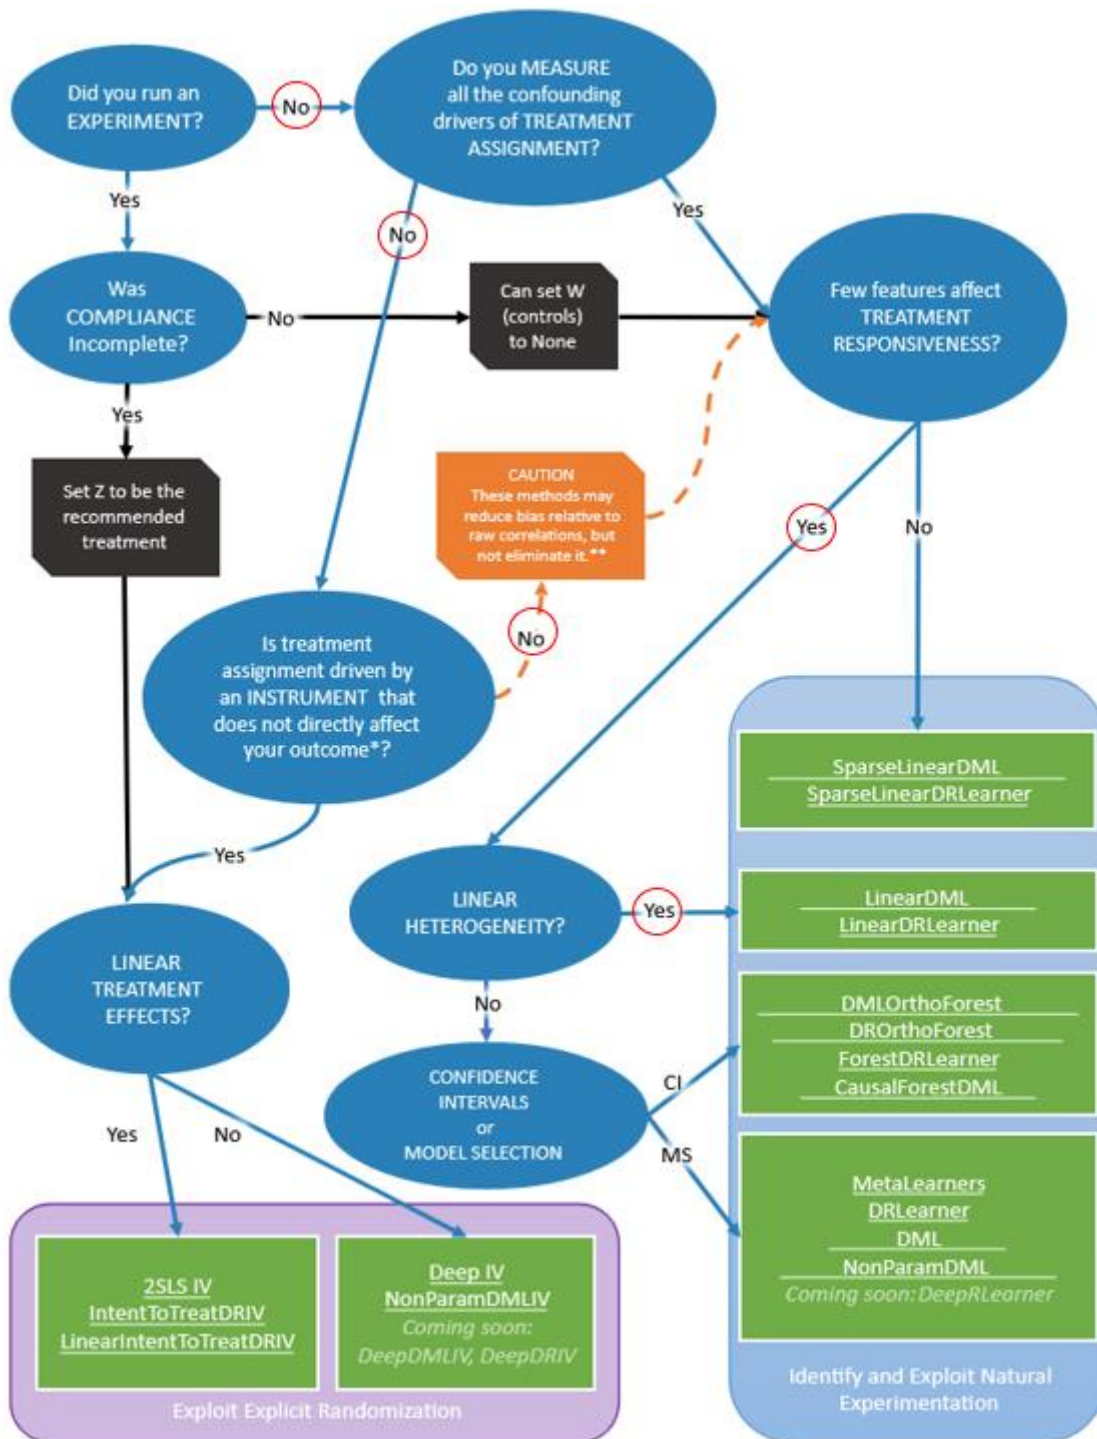 Did you run an
EXPERIMENT?
No
Do you MEASURE
all the confounding
drivers of TREATMENT
ASSIGNMENT?
Yes
No
Yes
Was
COMPLIANCE
Incomplete?
No
Can set W
(controls)
to None
Few features affect
TREATMENT
RESPONSIVENESS?
Yes
Set Z to be the
recommended
treatment
CAUTION
These methods may
reduce bias relative to
raw correlations, but
not eliminate it.**
Yes
No
No
Is treatment
assignment driven by
an INSTRUMENT that
does not directly affect
your outcome*?
Yes
SparseLinearDML
SparseLinearDRLearner
LINEAR
HETEROGENEITY?
Yes
LinearDML
LinearDRLearner
LINEAR
TREATMENT
EFFECTS?
No
DMLOrthoForest
DROrthoForest
ForestDRLearner
CausalForestDML
CONFIDENCE
INTERVALS
or
MODEL SELECTION
CI
MS
Yes
No
MetaLearners
DRLearner
DML
NonParamDML
Coming soon: DeepRLearner
2SLS IV
IntentToTreatDRIV
LinearIntentToTreatDRIV
Deep IV
NonParamDMLIV
Coming soon:
DeepDMLIV, DeepDRIV
Exploit Explicit Randomization
Identify and Exploit Natural
Experimentation